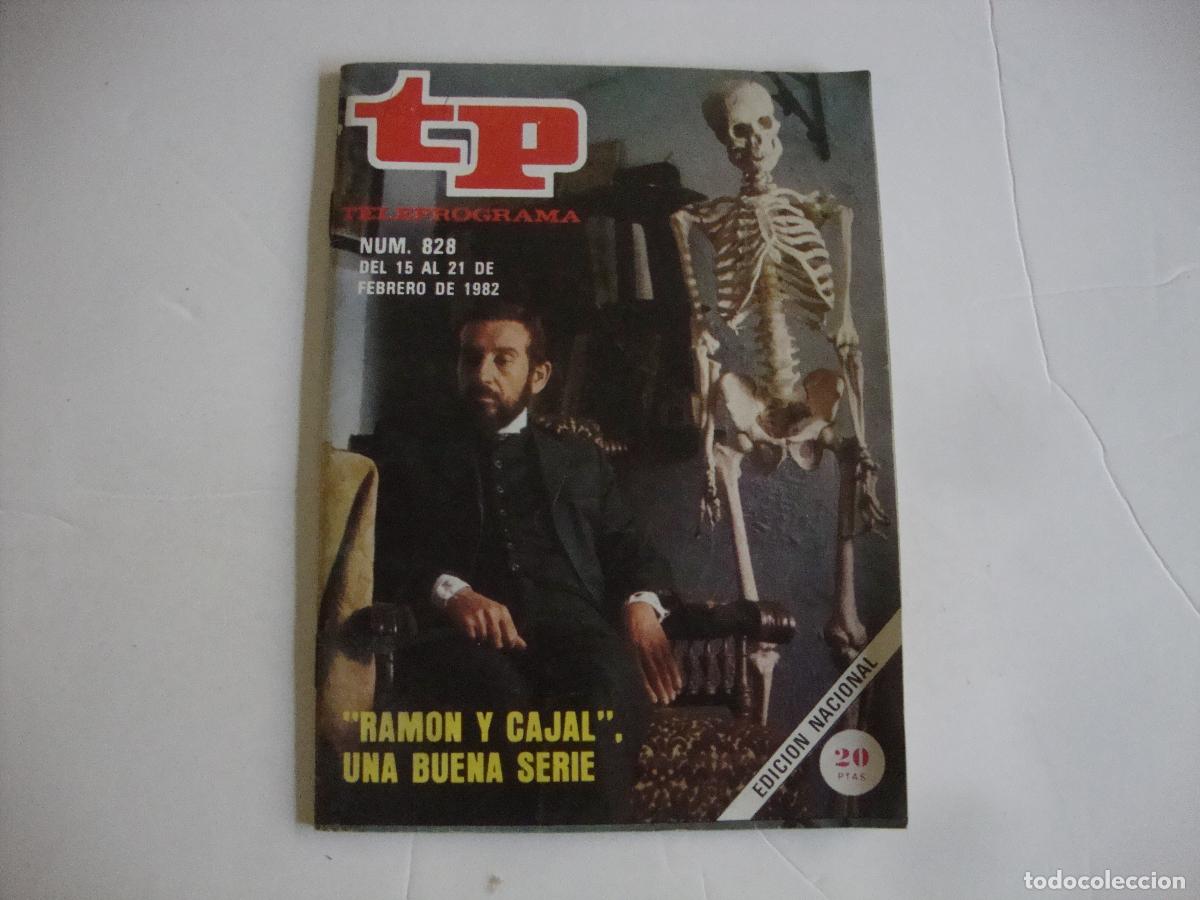 tp
TELEPROGRAMA
NUM. 828
DEL 15 AL 21 DE
FEBRERO DE 1982
"RAMON Y CAJAL",
UNA BUENA SERIE
EDICION NACIONAL
20
PTAS
todocoleccion